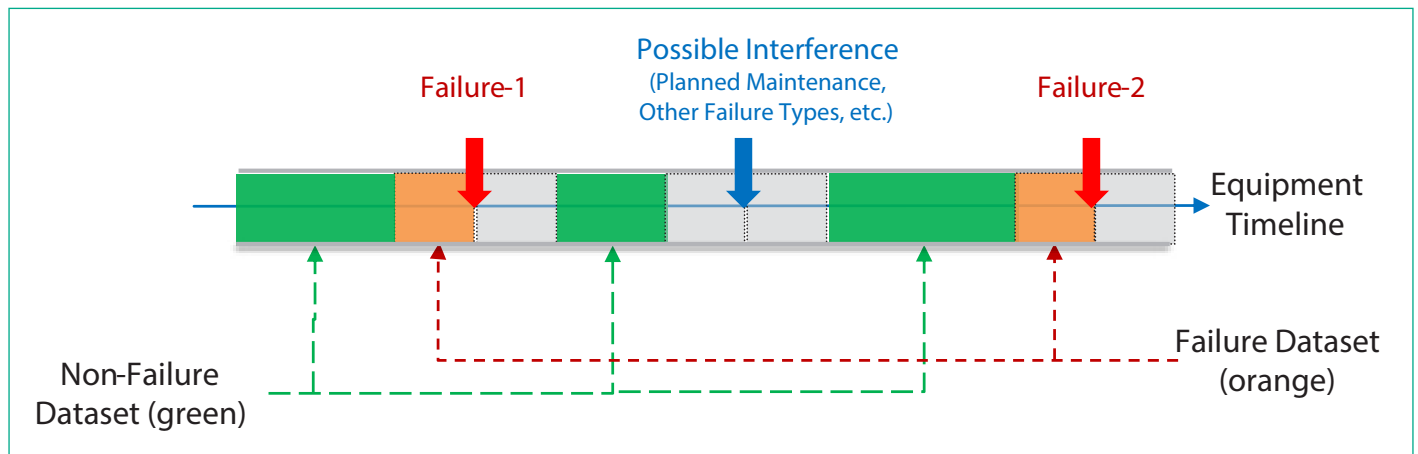 Possible Interference
(Planned Maintenance,
Other Failure Types, etc.)
Failure-1
Failure-2
Equipment
Timeline
Non-Failure
Dataset (green)
Failure Dataset
(orange)